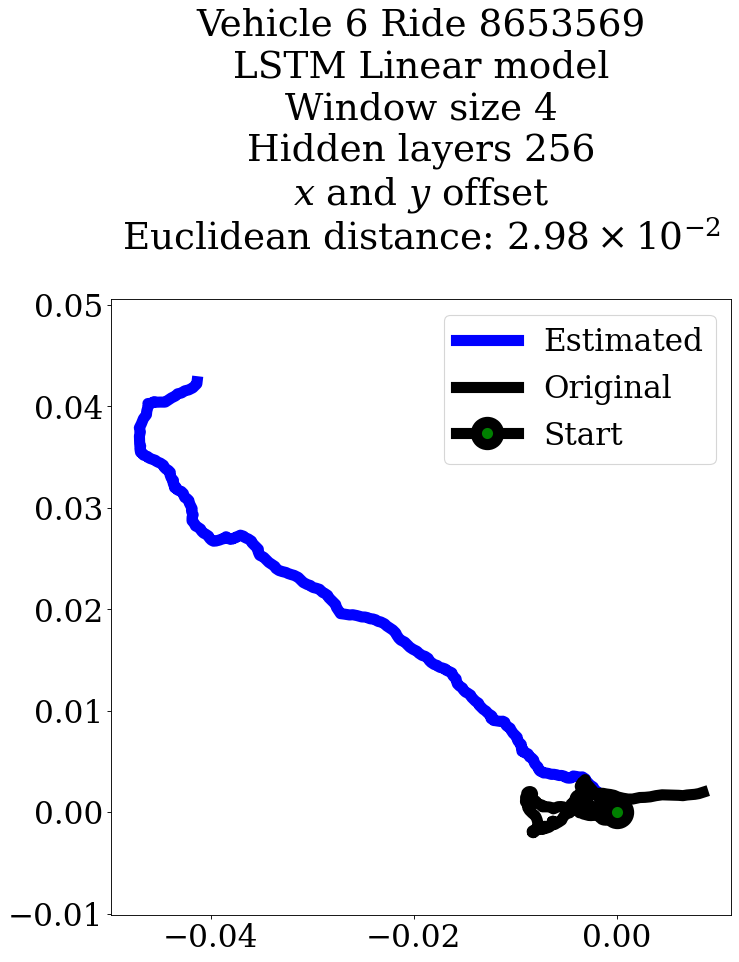 Vehicle 6 Ride 8653569
LSTM Linear model
Window size 4
Hidden layers 256
x and y offset
Euclidean distance: 2.98 × 10⁻²
0.05
Estimated
Original
Start
0.04
0.03
0.02
0.01
0.00
−0.01
−0.04
−0.02
0.00